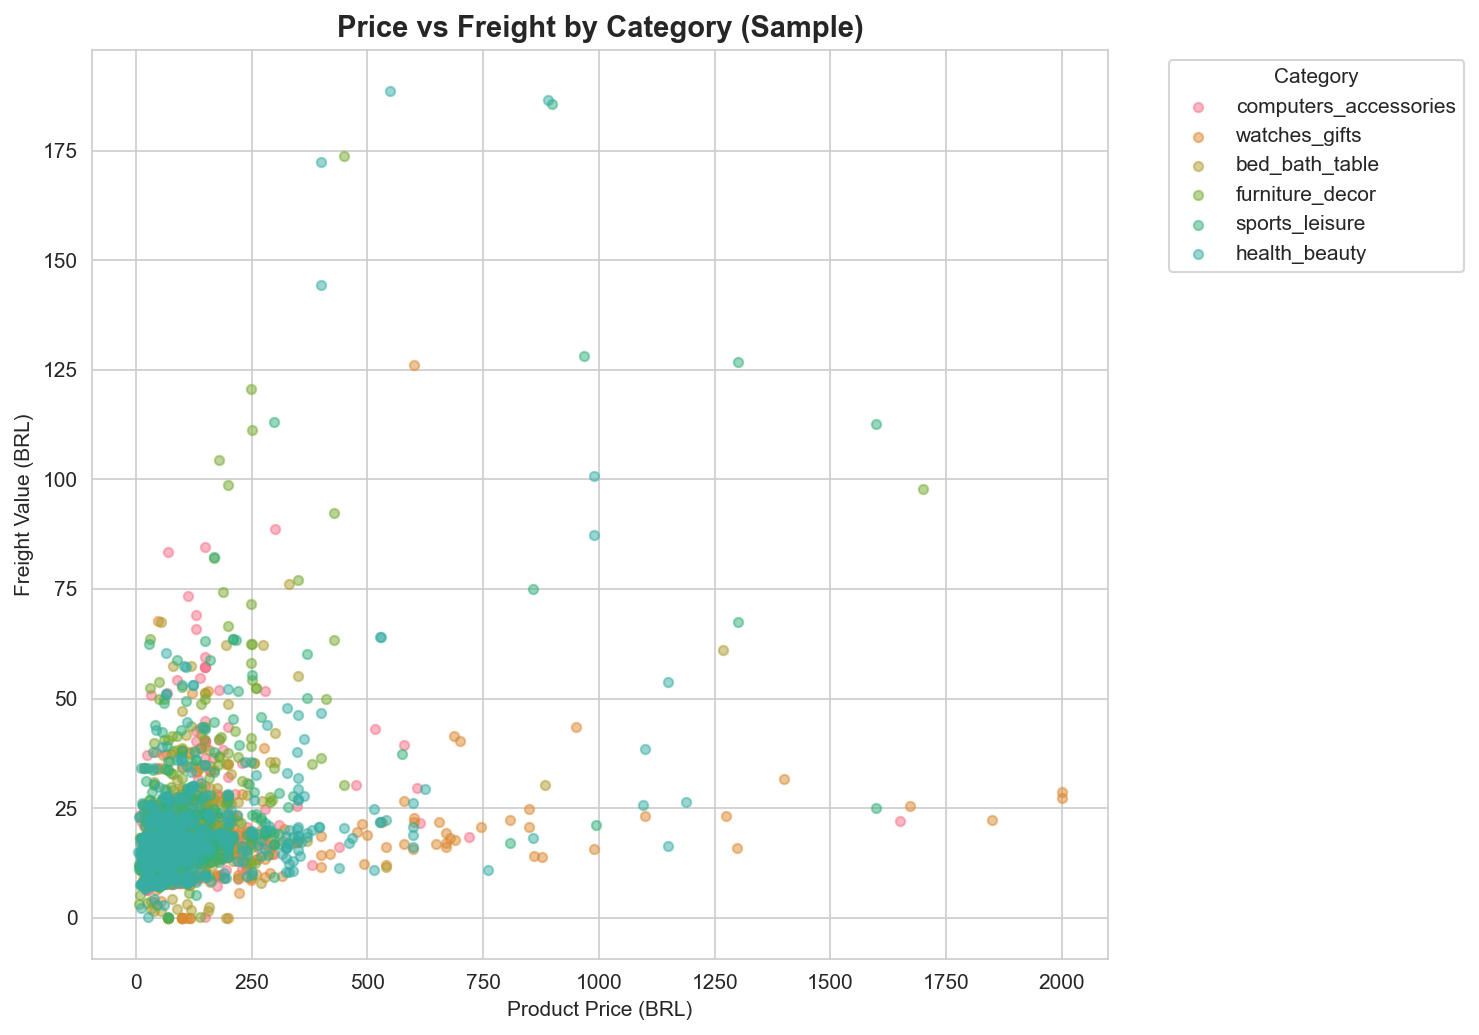 Price vs Freight by Category (Sample)
Category
computers_accessories
watches_gifts
bed_bath_table
furniture_decor
sports_leisure
health_beauty
Freight Value (BRL)
175
150
125
100
75
50
25
0
0 250 500 750 1000 1250 1500 1750 2000
Product Price (BRL)